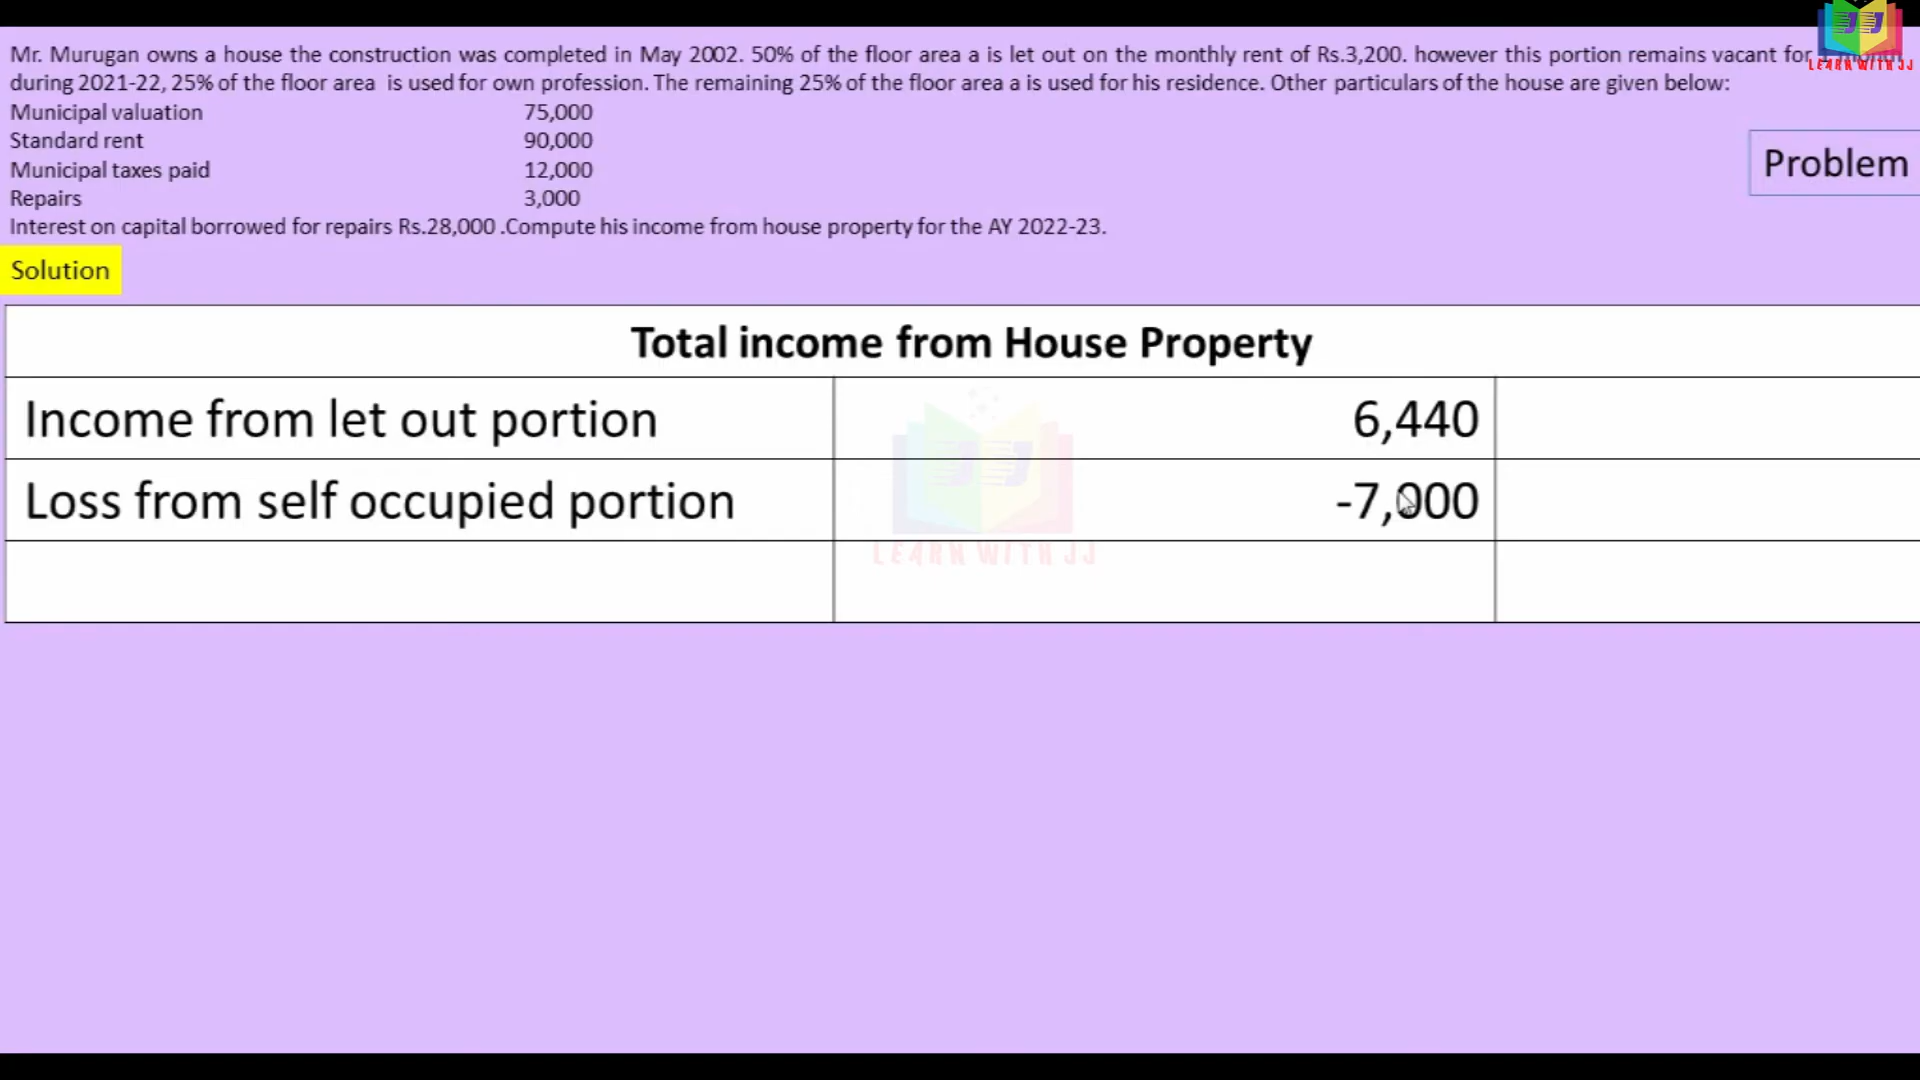 Mr. Murugan owns a house the construction was completed in May 2002. 50% of the floor area a is let out on the monthly rent of Rs.3,200. however this portion remains vacant for
LEARN WITH JJ
during 2021-22, 25% of the floor area is used for own profession. The remaining 25% of the floor area a is used for his residence. Other particulars of the house are given below:
Municipal valuation 75,000
Standard rent 90,000
Municipal taxes paid 12,000
Problem
Repairs 3,000
Interest on capital borrowed for repairs Rs.28,000 .Compute his income from house property for the AY 2022-23.
Solution
Total income from House Property
Income from let out portion 6,440
Loss from self occupied portion -7,000
LEARN WITH JJ